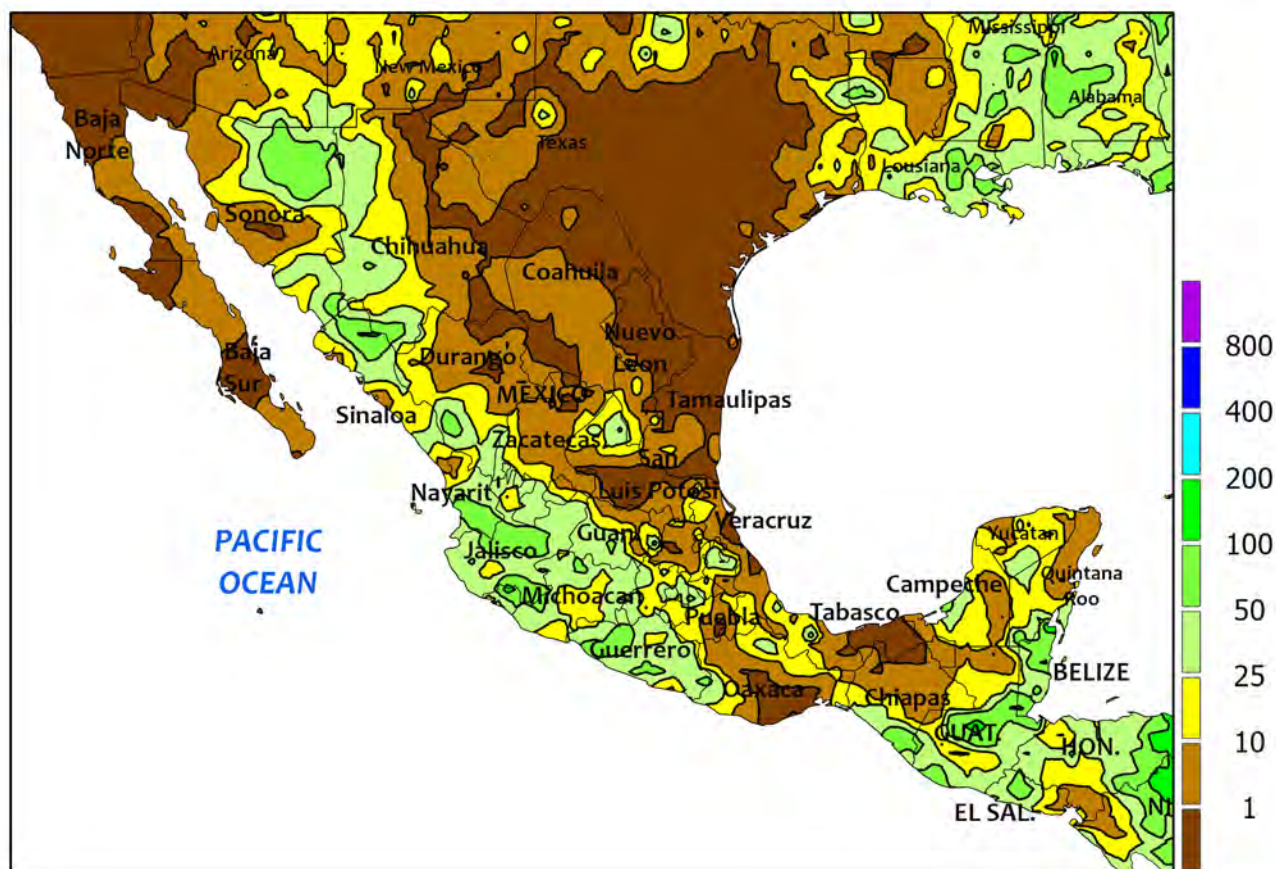 Mississippi
Arizona
New Mexico
Alabama
Baja
Norte
Texas
Lousiana
Sonora
Chihuahua
Coahuila
Nuevo
Leon
Baja
Sur
Durango
MEXICO
Tamaulipas
Sinaloa
Zacatecas
San
Luis Potosi
Nayarit
Veracruz
Guanj
Yucatan
PACIFIC
OCEAN
Jalisco
Campeche
Quintana
Roo
Michoacan
Puebla
Tabasco
Guerrero
BELIZE
Oaxaca
Chiapas
GUAT.
HON.
EL SAL.
NI
800
400
200
100
50
25
10
1